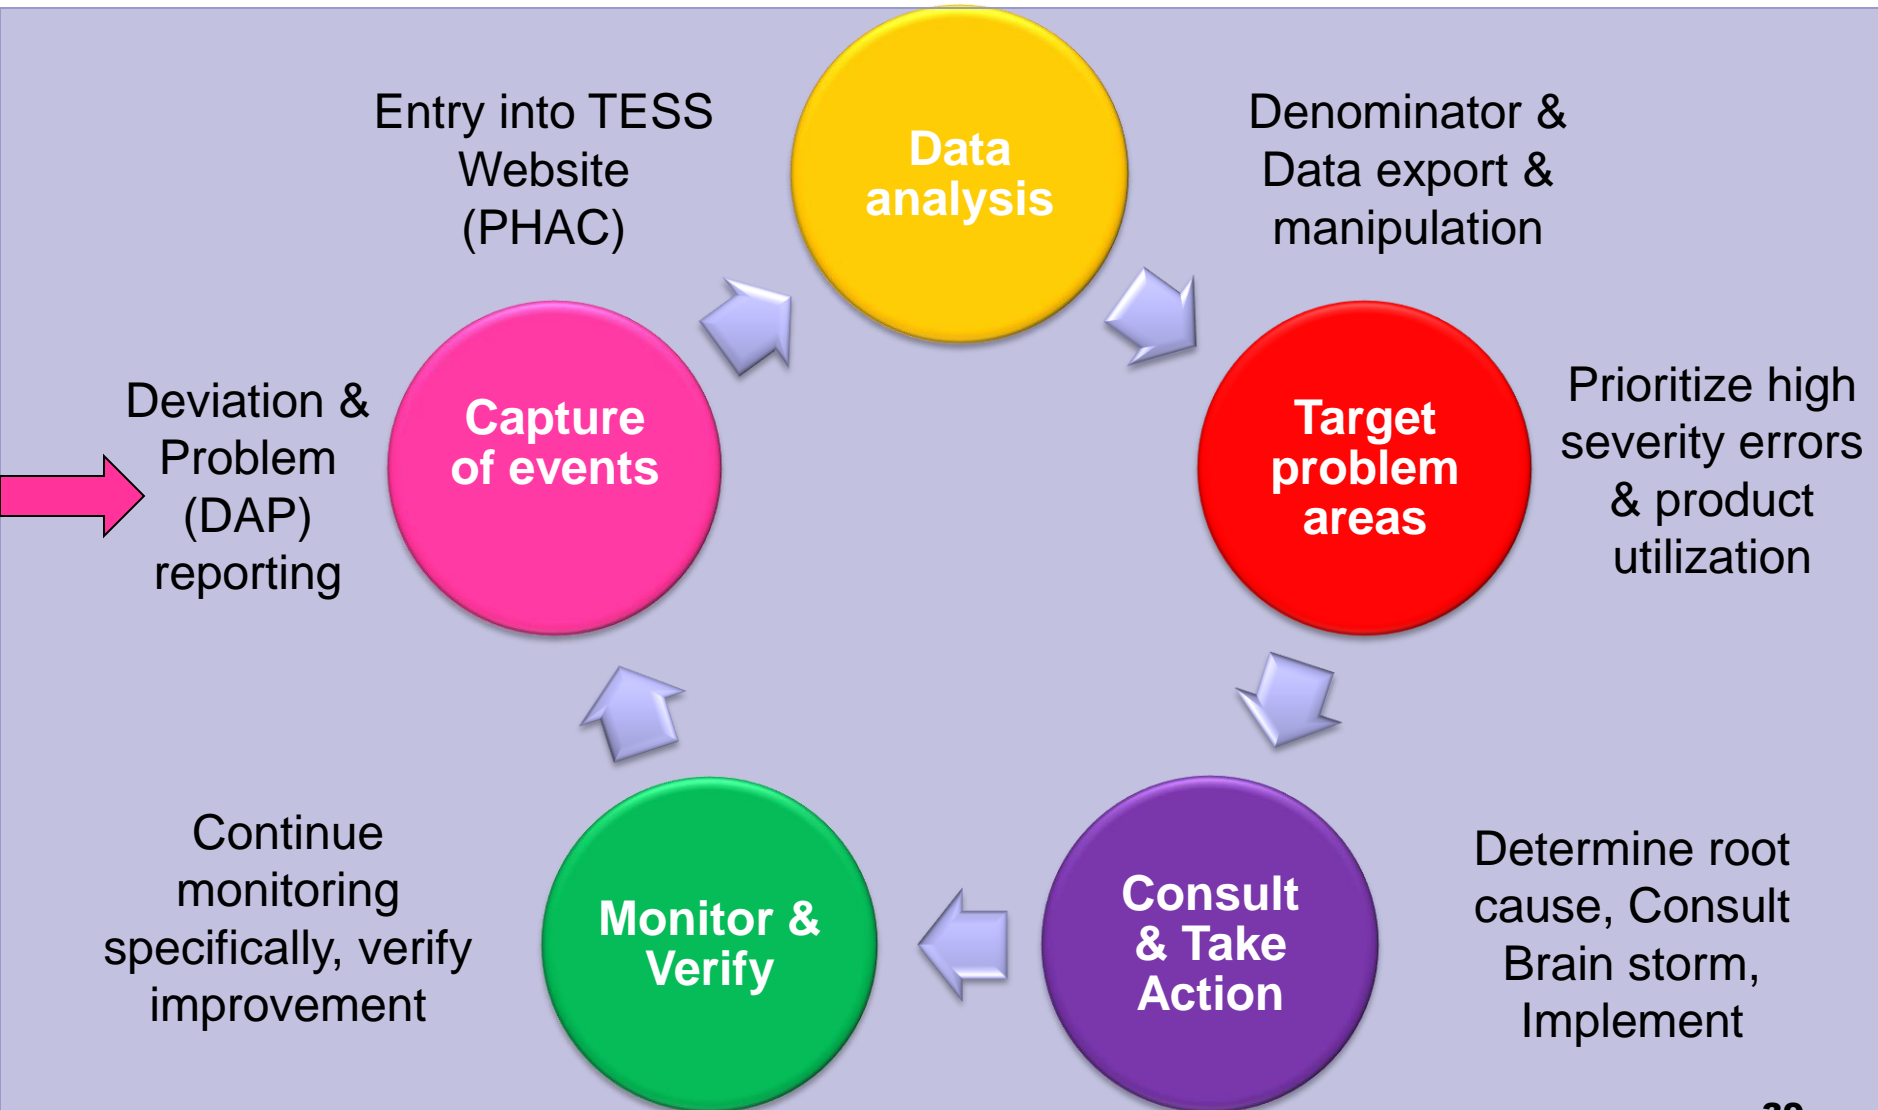 Data
analysis
Entry into TESS
Website
(PHAC)
Denominator &
Data export &
manipulation
Capture
of events
Deviation &
Problem
(DAP)
reporting
Target
problem
areas
Prioritize high
severity errors
& product
utilization
Consult
& Take
Action
Determine root
cause, Consult
Brain storm,
Implement
Monitor &
Verify
Continue
monitoring
specifically, verify
improvement